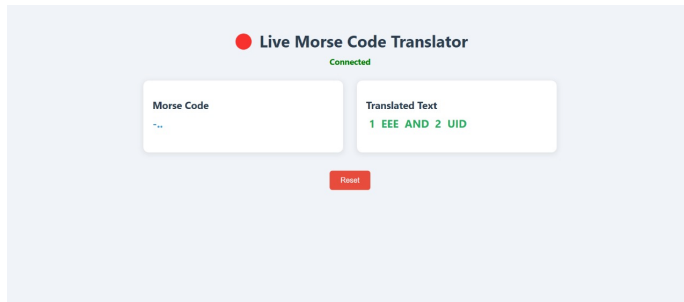 Live Morse Code Translator
Connected
Morse Code
-..
Translated Text
1 EEE AND 2 UID
Reset